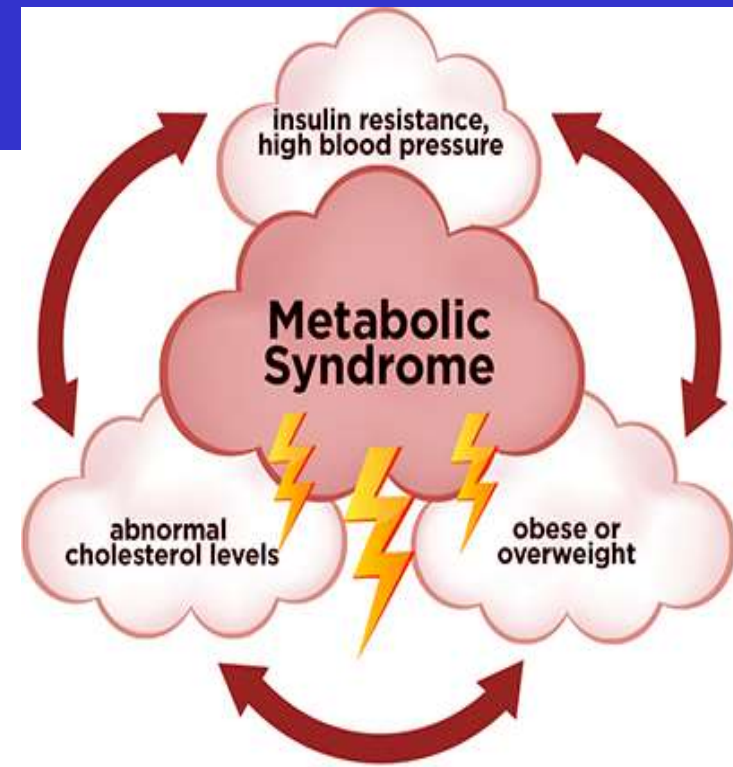 insulin resistance,
high blood pressure
Metabolic
Syndrome
abnormal
cholesterol levels
obese or
overweight